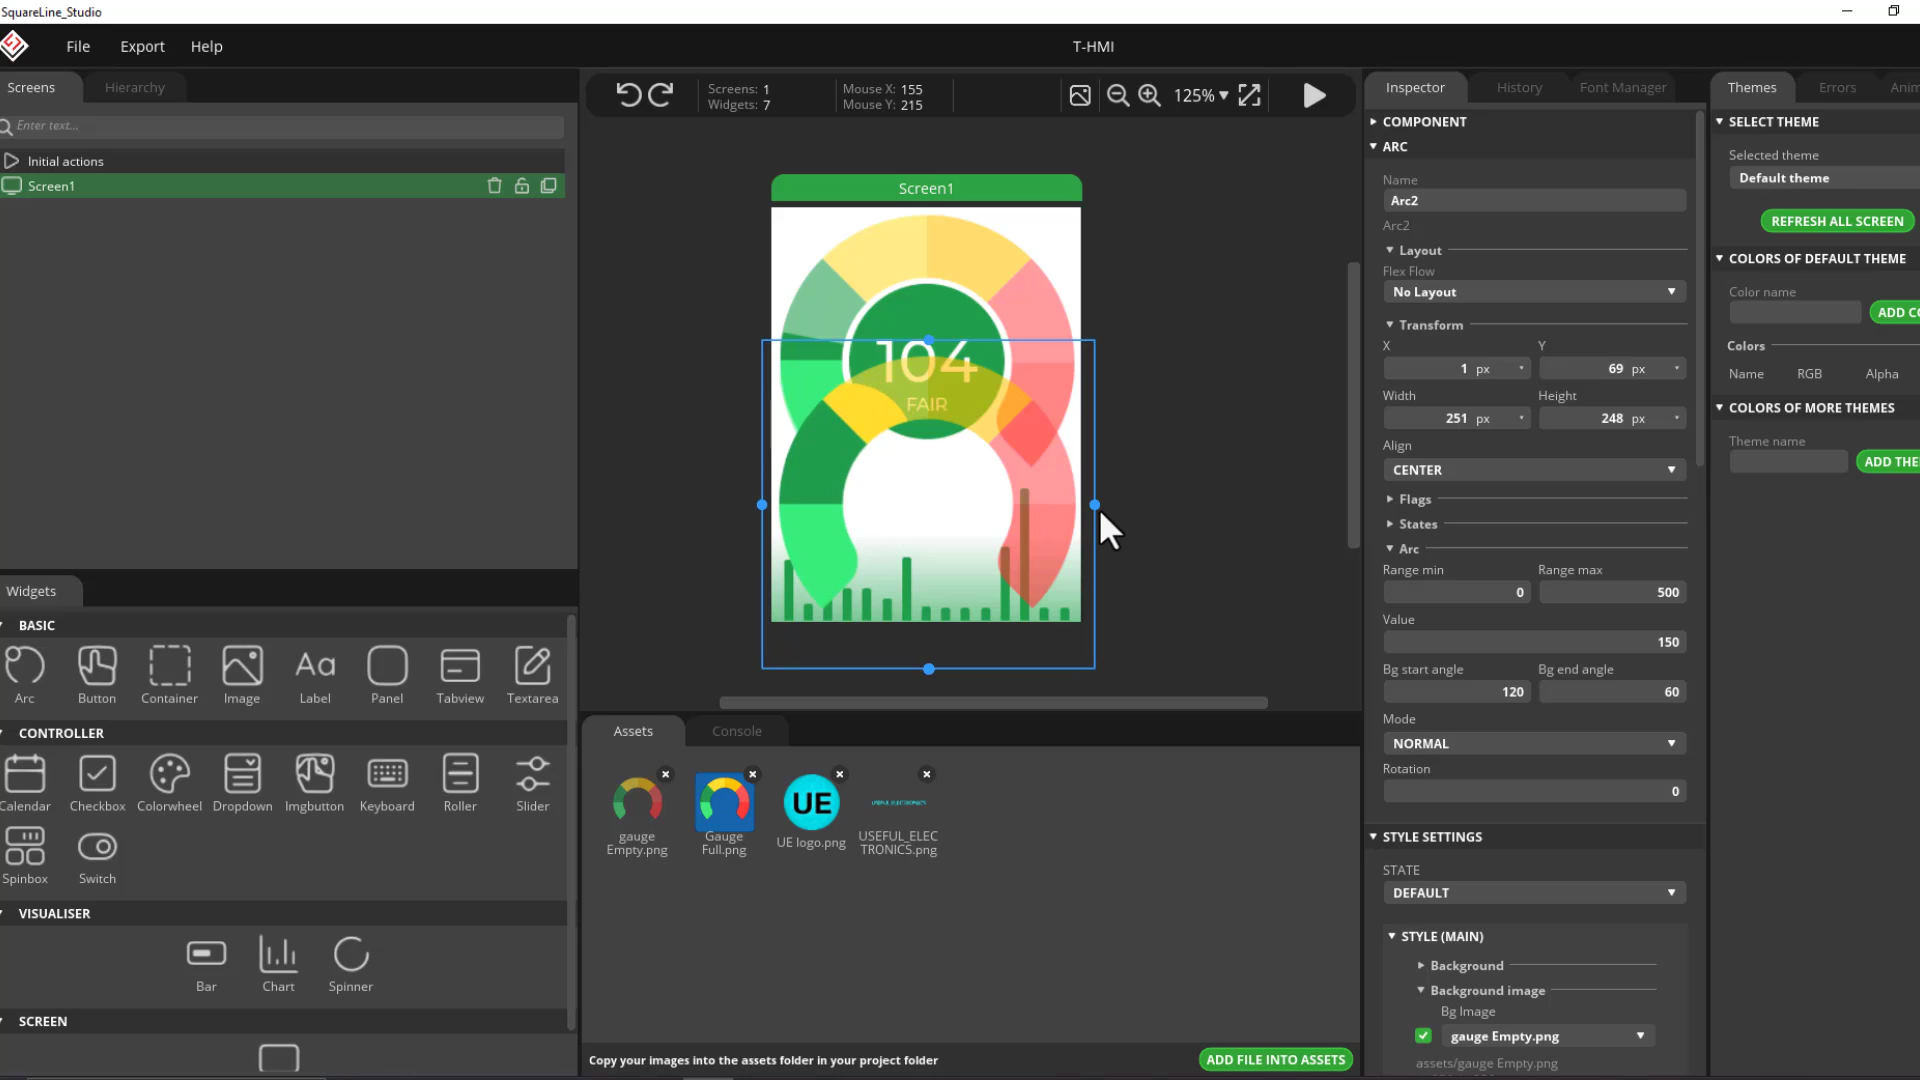 SquareLine_Studio
File Export Help
T-HMI
Screens Hierarchy
Enter text...
Initial actions
Screen1
Screens: 1
Widgets: 7
Mouse X: 155
Mouse Y: 215
125%
Screen1
104
FAIR
Inspector History Font Manager
COMPONENT
ARC
Name
Arc2
Arc2
Layout
Flex Flow
No Layout
Transform
X Y
1 px 69 px
Width Height
251 px 248 px
Align
CENTER
Flags
States
Arc
Range min Range max
0 500
Value
150
Bg start angle Bg end angle
120 60
Mode
NORMAL
Rotation
0
STYLE SETTINGS
STATE
DEFAULT
STYLE (MAIN)
Background
Background image
Bg Image
gauge Empty.png
assets/gauge Empty.png
Themes Errors Anim
SELECT THEME
Selected theme
Default theme
REFRESH ALL SCREEN
COLORS OF DEFAULT THEME
Color name
ADD CO
Colors
Name RGB Alpha
COLORS OF MORE THEMES
Theme name
ADD THE
Widgets
BASIC
Arc Button Container Image Label Panel Tabview Textarea
CONTROLLER
Calendar Checkbox Colorwheel Dropdown Imgbutton Keyboard Roller Slider
Spinbox Switch
VISUALISER
Bar Chart Spinner
SCREEN
Assets Console
gauge
Empty.png
Gauge
Full.png
UE
UE logo.png
USEFUL ELECTRONICS
USEFUL_ELEC
TRONICS.png
Copy your images into the assets folder in your project folder
ADD FILE INTO ASSETS